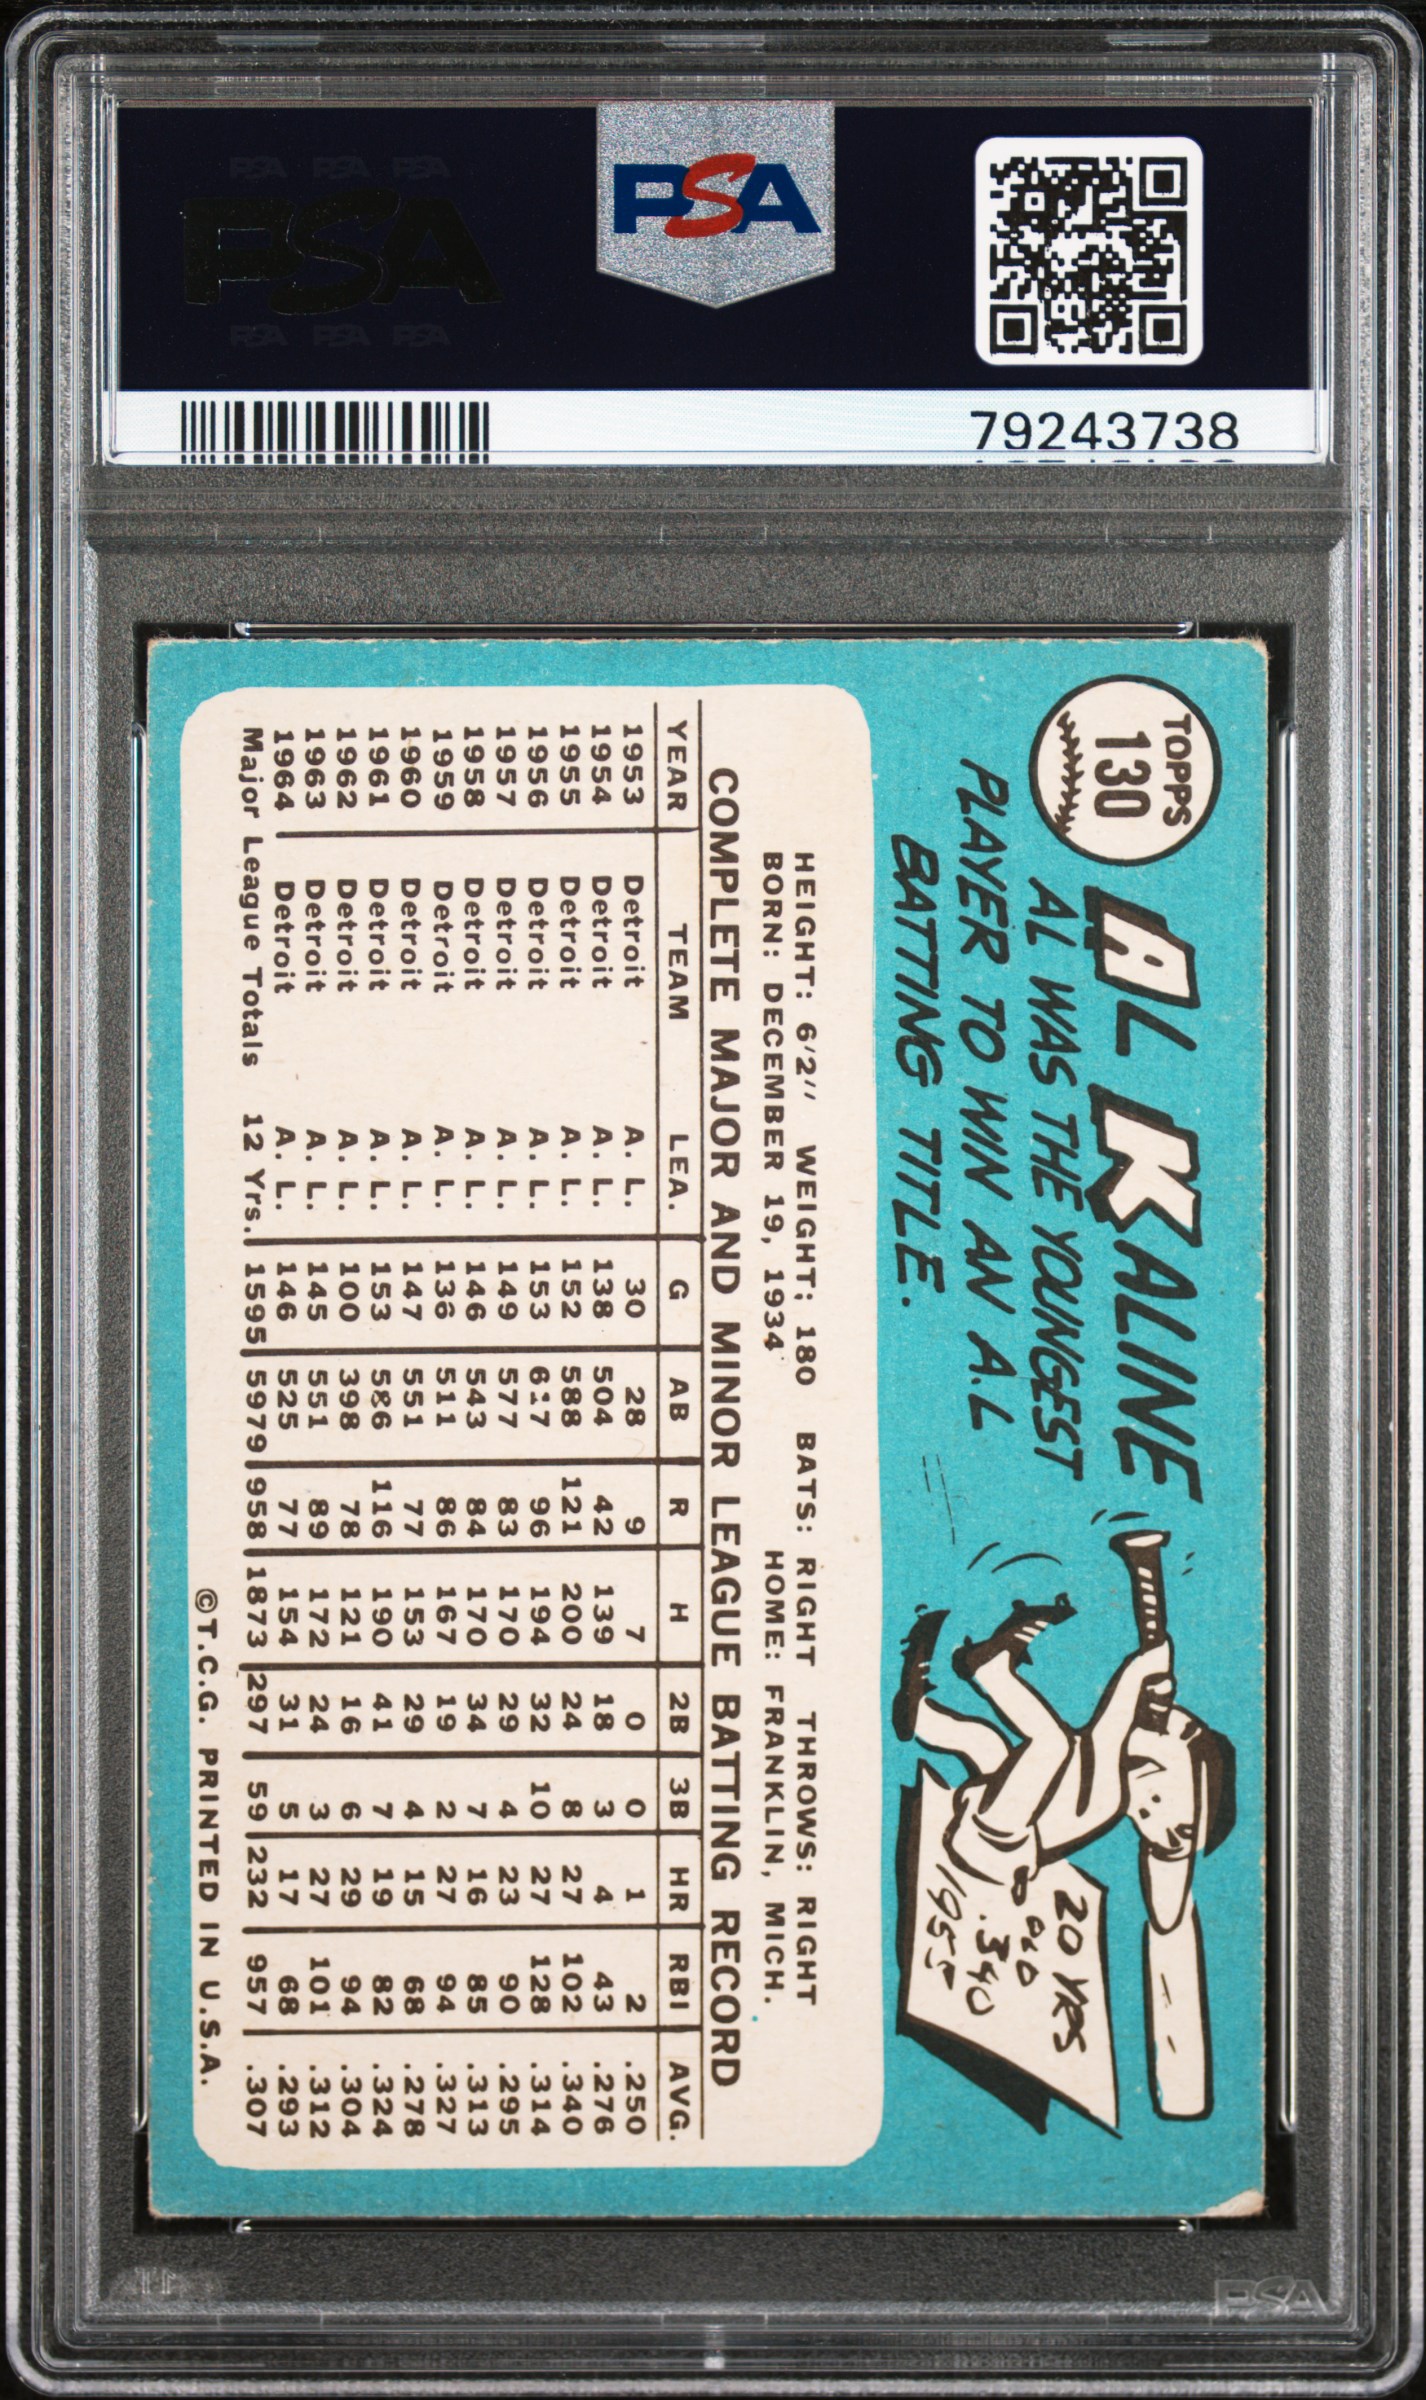 PSA PSA PSA
PSA
PSA PSA PSA
PSA
79243738
TOPPS
130
AL KALINE
AL WAS THE YOUNGEST
PLAYER TO WIN AN A.L
BATTING TITLE.
20 YRS
OLD
.340
1955
HEIGHT: 6'2'' WEIGHT: 180 BATS: RIGHT THROWS: RIGHT
BORN: DECEMBER 19, 1934 HOME: FRANKLIN, MICH.
COMPLETE MAJOR AND MINOR LEAGUE BATTING RECORD
YEAR TEAM LEA. G AB R H 2B 3B HR RBI AVG.
1953 Detroit A. L. 30 28 9 7 0 0 1 2 .250
1954 Detroit A. L. 138 504 42 139 18 3 4 43 .276
1955 Detroit A. L. 152 588 121 200 24 8 27 102 .340
1956 Detroit A. L. 153 617 96 194 32 10 27 128 .314
1957 Detroit A. L. 149 577 83 170 29 4 23 90 .295
1958 Detroit A. L. 146 543 84 170 34 7 16 85 .313
1959 Detroit A. L. 136 511 86 167 19 2 27 94 .327
1960 Detroit A. L. 147 551 77 153 29 4 15 68 .278
1961 Detroit A. L. 153 586 116 190 41 7 19 82 .324
1962 Detroit A. L. 100 398 78 121 16 6 29 94 .304
1963 Detroit A. L. 145 551 89 172 24 3 27 101 .312
1964 Detroit A. L. 146 525 77 154 31 5 17 68 .293
Major League Totals 12 Yrs. 1595 5979 958 1873 297 59 232 957 .307
©T.C.G. PRINTED IN U.S.A.
PSA